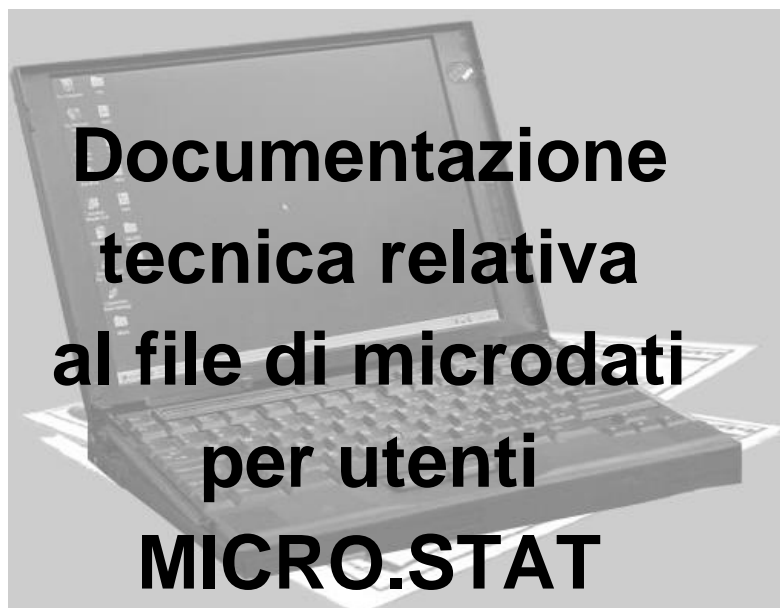 Documentazione
tecnica relativa
al file di microdati
per utenti
MICRO.STAT